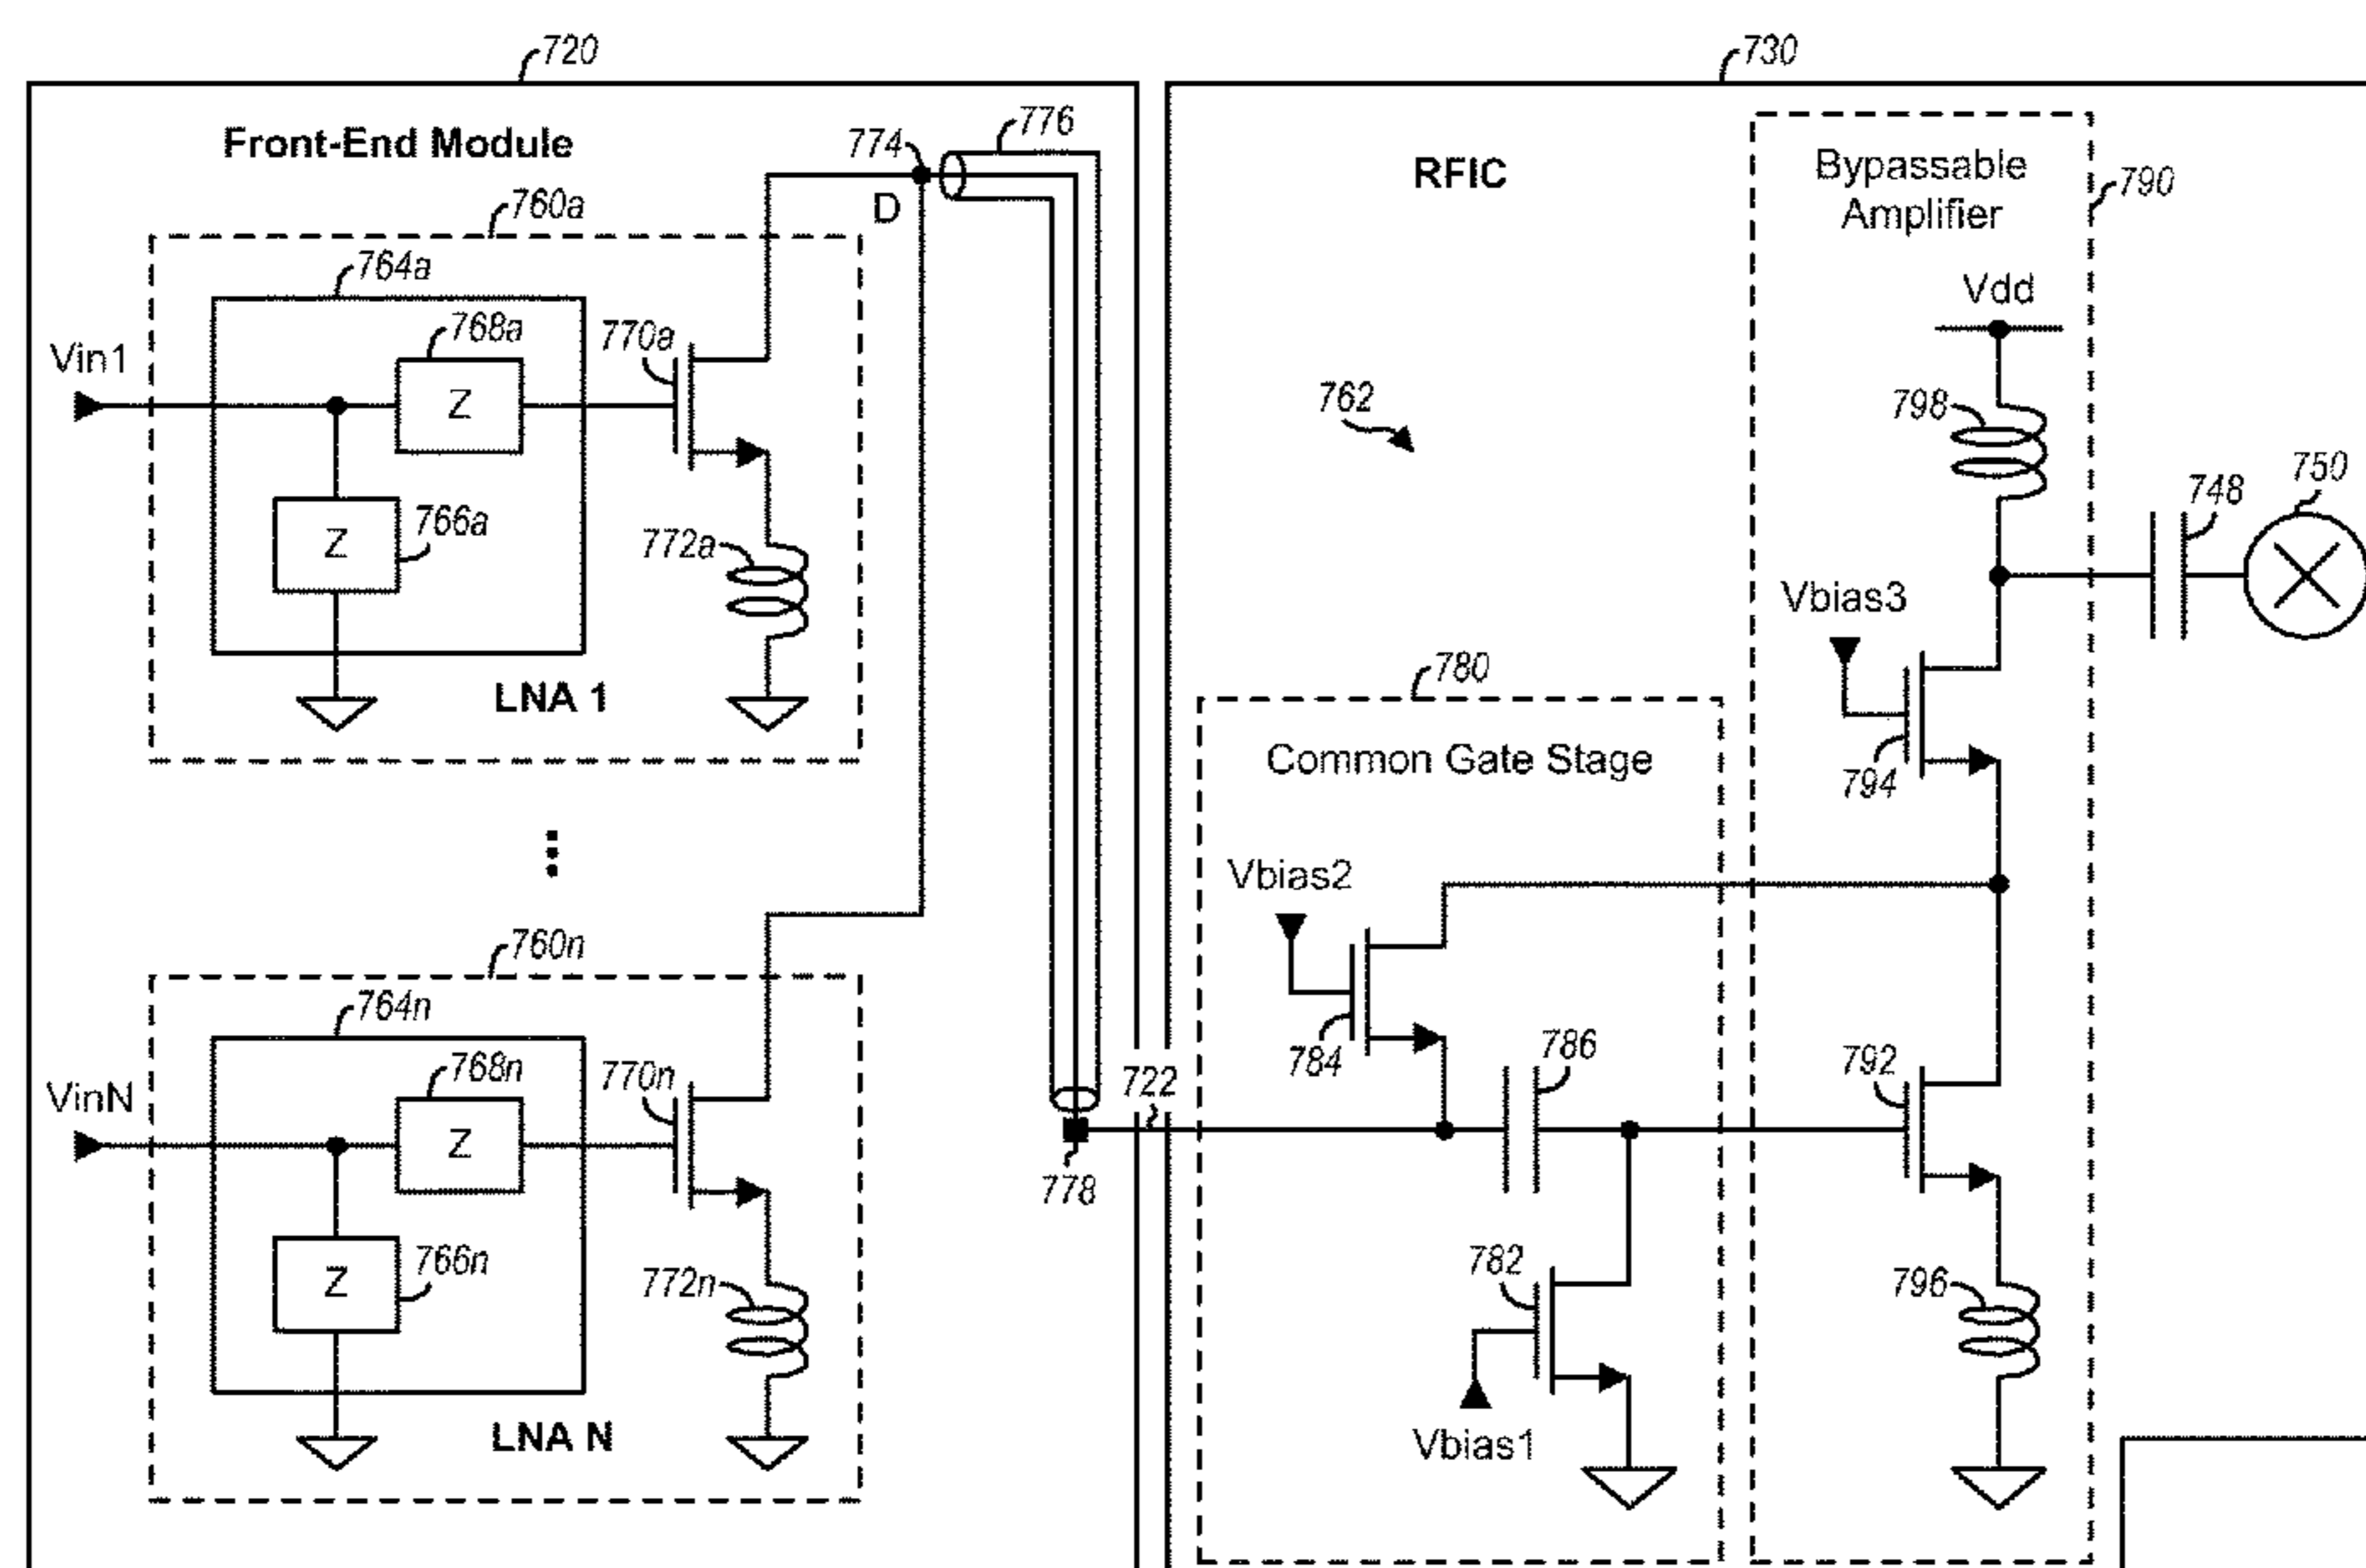 720
730
Front-End Module
774
776
D
RFIC
Bypassable
Amplifier
790
760a
764a
768a
770a
Vin1
Z
766a
Z
772a
LNA 1
762
Vdd
798
748
750
Vbias3
794
780
Common Gate Stage
Vbias2
784
786
722
778
792
782
Vbias1
796
760n
764n
768n
770n
VinN
Z
766n
Z
772n
LNA N